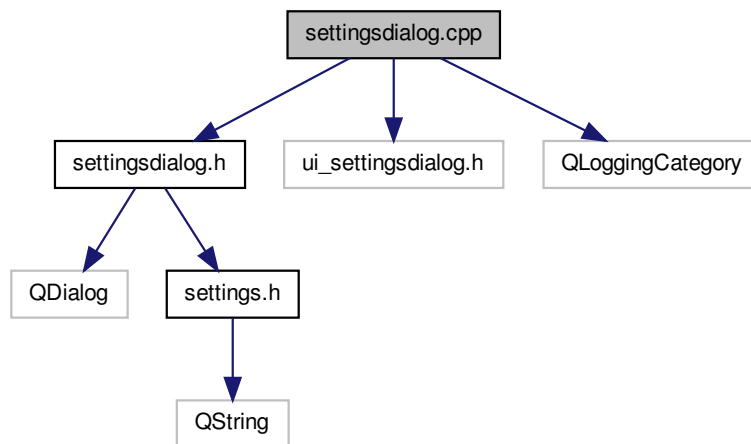 settingsdialog.cpp
settingsdialog.h
ui_settingsdialog.h
QLoggingCategory
QDialog
settings.h
QString